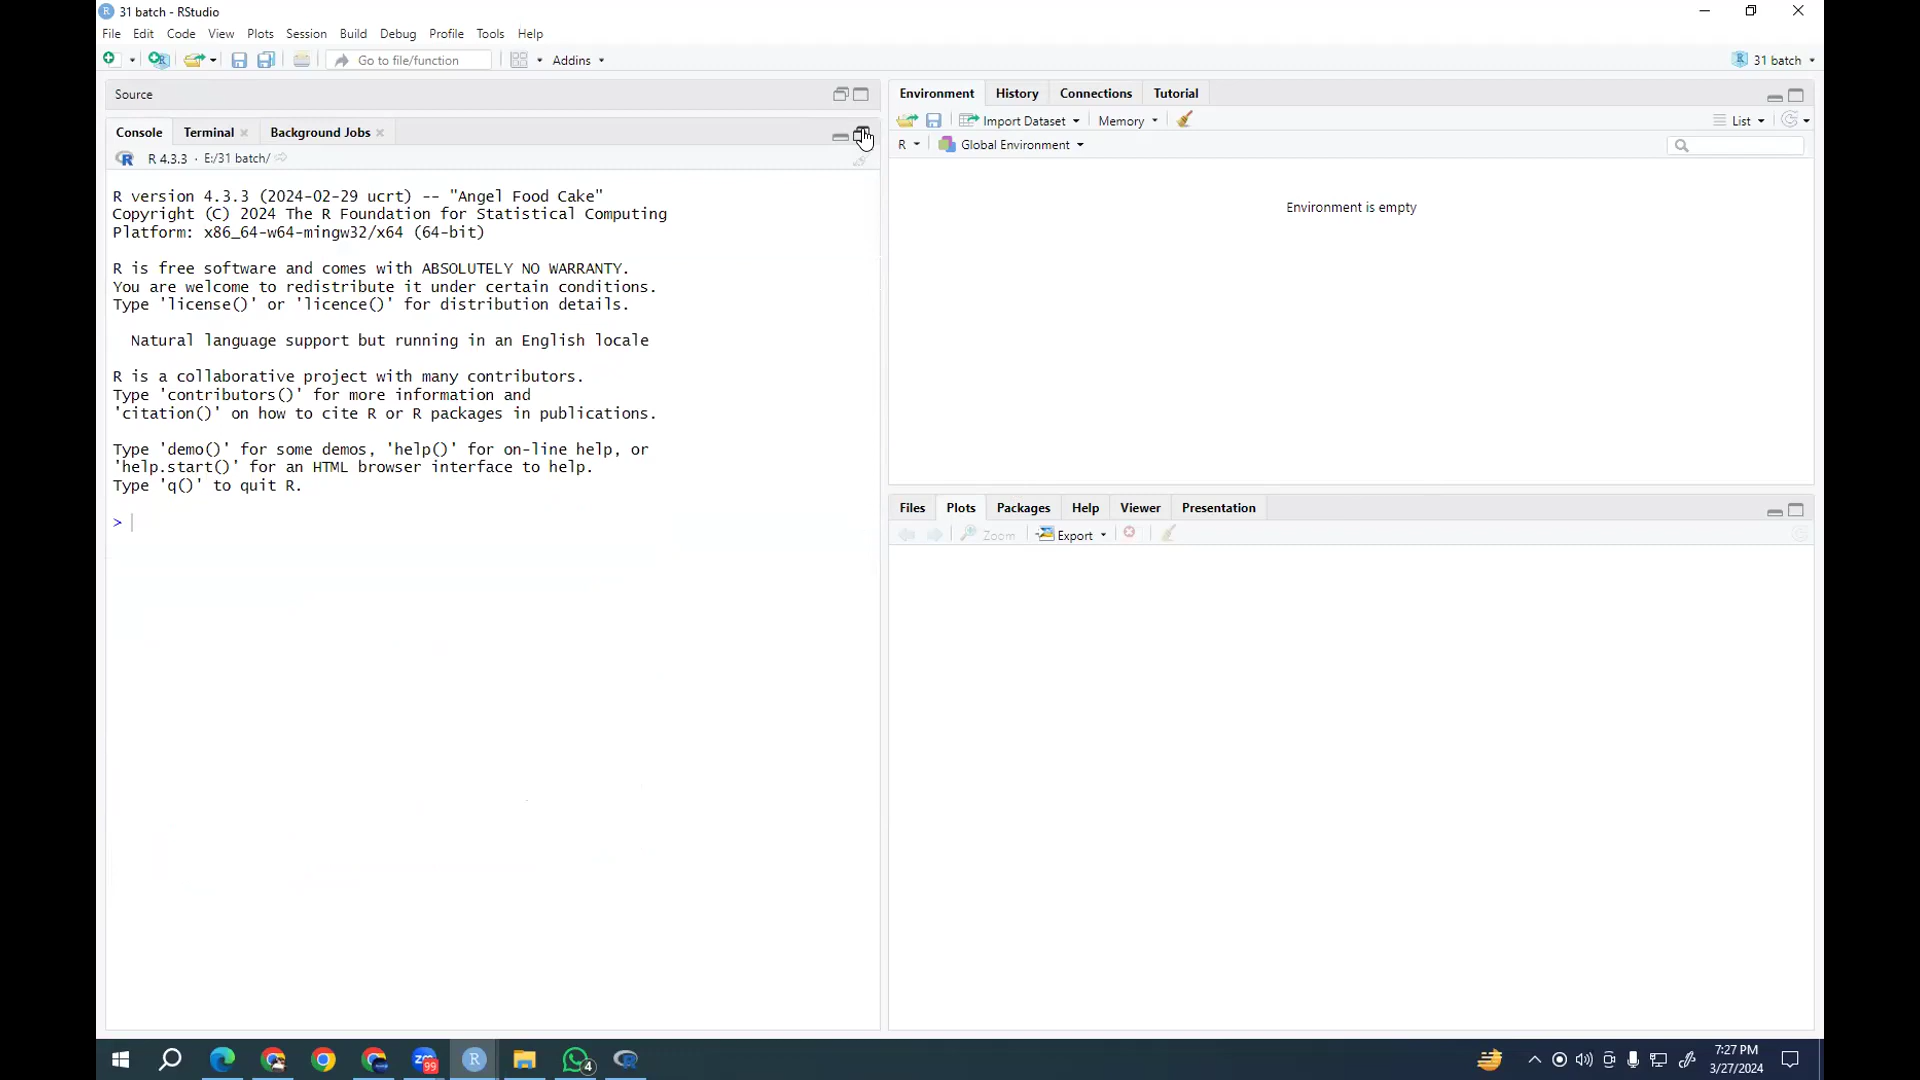 31 batch - RStudio
File Edit Code View Plots Session Build Debug Profile Tools Help
Go to file/function Addins 31 batch
Source
Console Terminal Background Jobs
R 4.3.3 · E:/31 batch/
R version 4.3.3 (2024-02-29 ucrt) -- "Angel Food Cake"
Copyright (C) 2024 The R Foundation for Statistical Computing
Platform: x86_64-w64-mingw32/x64 (64-bit)
R is free software and comes with ABSOLUTELY NO WARRANTY.
You are welcome to redistribute it under certain conditions.
Type 'license()' or 'licence()' for distribution details.
Natural language support but running in an English locale
R is a collaborative project with many contributors.
Type 'contributors()' for more information and
'citation()' on how to cite R or R packages in publications.
Type 'demo()' for some demos, 'help()' for on-line help, or
'help.start()' for an HTML browser interface to help.
Type 'q()' to quit R.
>
Environment History Connections Tutorial
Import Dataset Memory List
R Global Environment
Environment is empty
Files Plots Packages Help Viewer Presentation
Zoom Export
zm 99 R 4
7:27 PM
3/27/2024